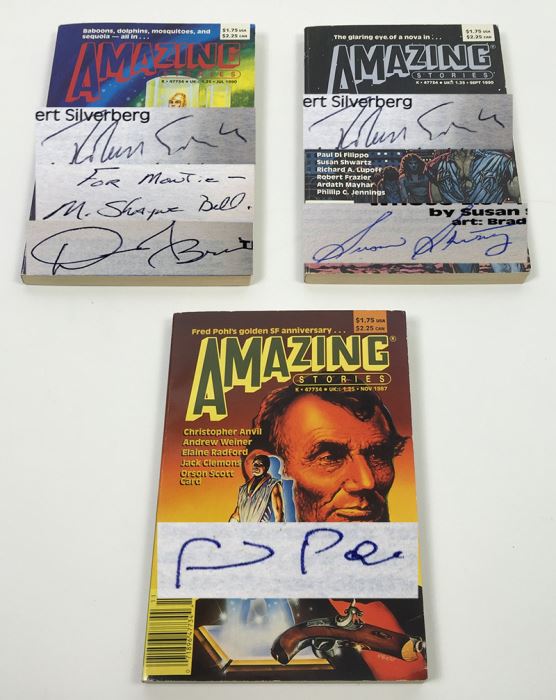 Baboons, dolphins, mosquitoes, and
sequoia — all in . . .
$1.75 USA
$2.25 CAN
AMAZING
STORIES
K • 47734 ★ UK£ 1.25 • JUL 1990
ert Silverberg
For Montie —
M. Shayne Bell
The glaring eye of a nova in . . .
$1.75 USA
$2.25 CAN
AMAZING®
STORIES
K • 47734 ★ UK£ 1.25 • SEPT 1990
ert Silverberg
Paul Di Filippo
Susan Shwartz
Richard A. Lupoff
Robert Frazier
Ardath Mayhar
Phillip C. Jennings
by Susan S
art: Brad
Fred Pohl's golden SF anniversary . . .
$1.75 USA
$2.25 CAN
AMAZING®
STORIES
K • 47734 ★ UK£ 1.25 • NOV 1987
Christopher Anvil
Andrew Weiner
Elaine Radford
Jack Clemons
Orson Scott
Card